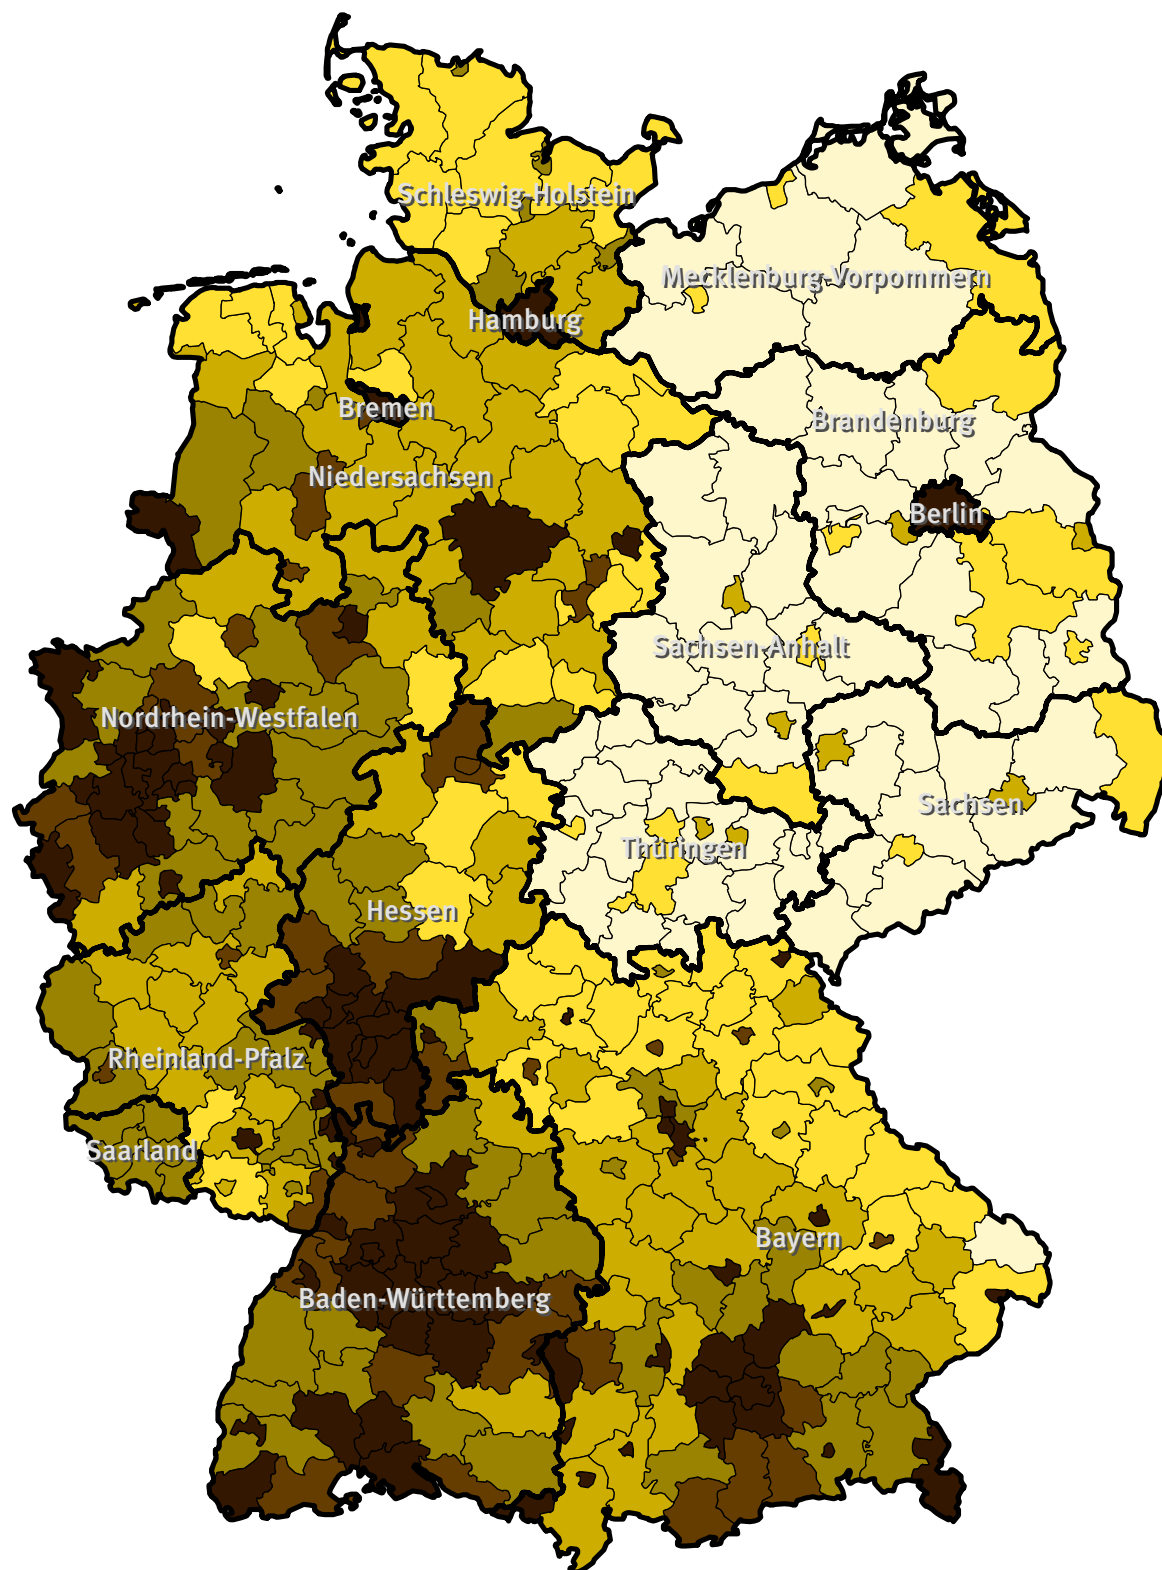 Schleswig-Holstein
Mecklenburg-Vorpommern
Hamburg
Bremen
Brandenburg
Niedersachsen
Berlin
Sachsen-Anhalt
Nordrhein-Westfalen
Sachsen
Thüringen
Hessen
Rheinland-Pfalz
Saarland
Bayern
Baden-Württemberg